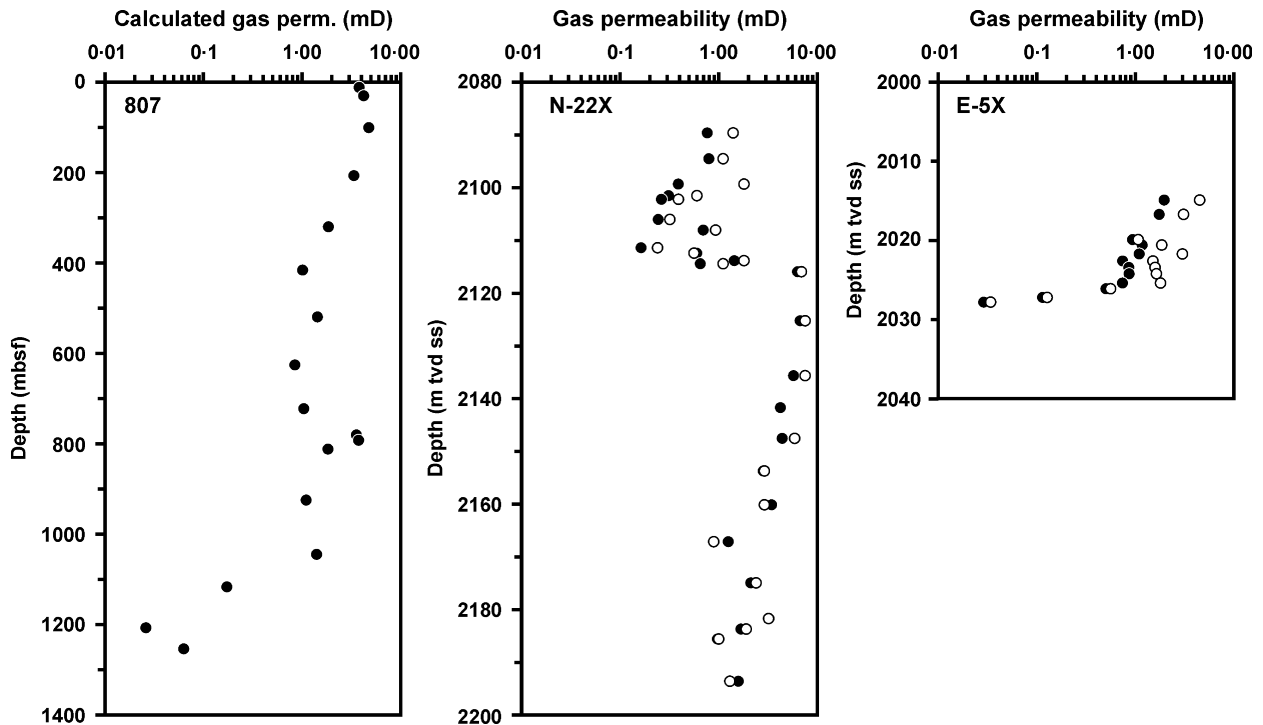 Calculated gas perm. (mD)
0·01 0·1 1·00 10·00
0
200
400
600
800
1000
1200
1400
Depth (mbsf)
807
Gas permeability (mD)
0·01 0·1 1·00 10·00
2080
2100
2120
2140
2160
2180
2200
Depth (m tvd ss)
N-22X
Gas permeability (mD)
0·01 0·1 1·00 10·00
2000
2010
2020
2030
2040
Depth (m tvd ss)
E-5X